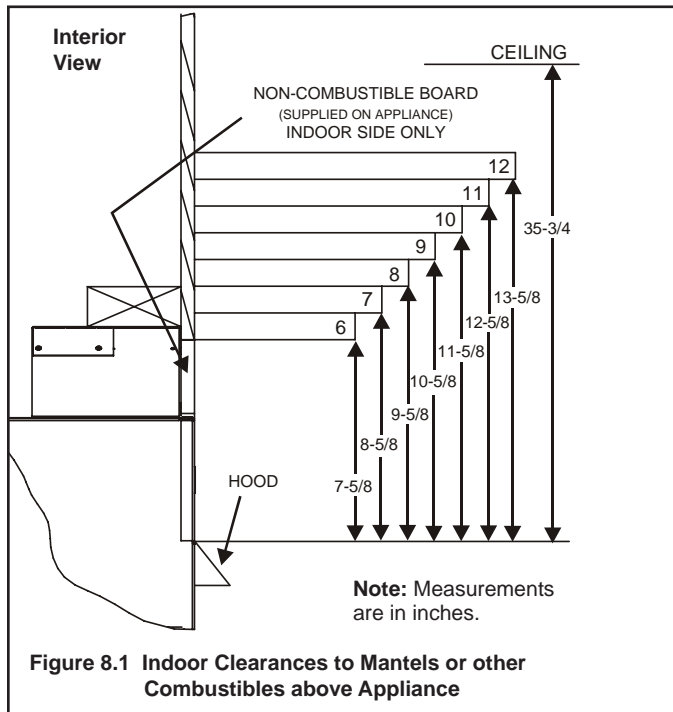 Interior
View
CEILING
NON-COMBUSTIBLE BOARD
(SUPPLIED ON APPLIANCE)
INDOOR SIDE ONLY
12
11
10
9
8
7
6
35-3/4
13-5/8
12-5/8
11-5/8
10-5/8
9-5/8
8-5/8
7-5/8
HOOD
Note: Measurements
are in inches.
Figure 8.1 Indoor Clearances to Mantels or other
Combustibles above Appliance